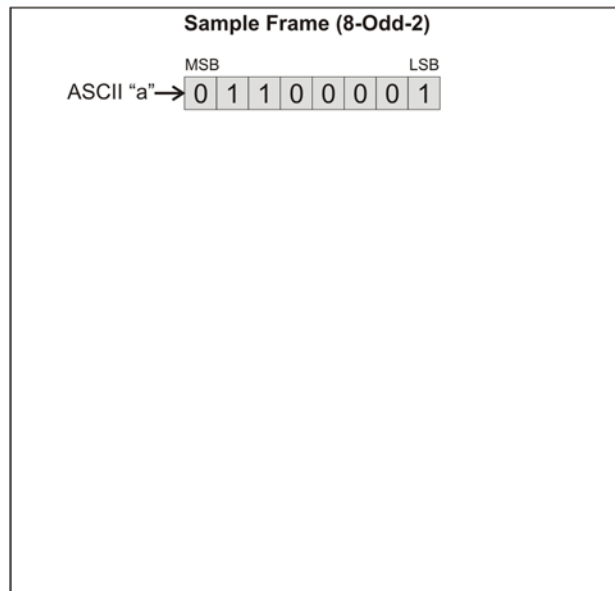 Sample Frame (8-Odd-2)
MSB LSB
ASCII “a” 0 1 1 0 0 0 0 1